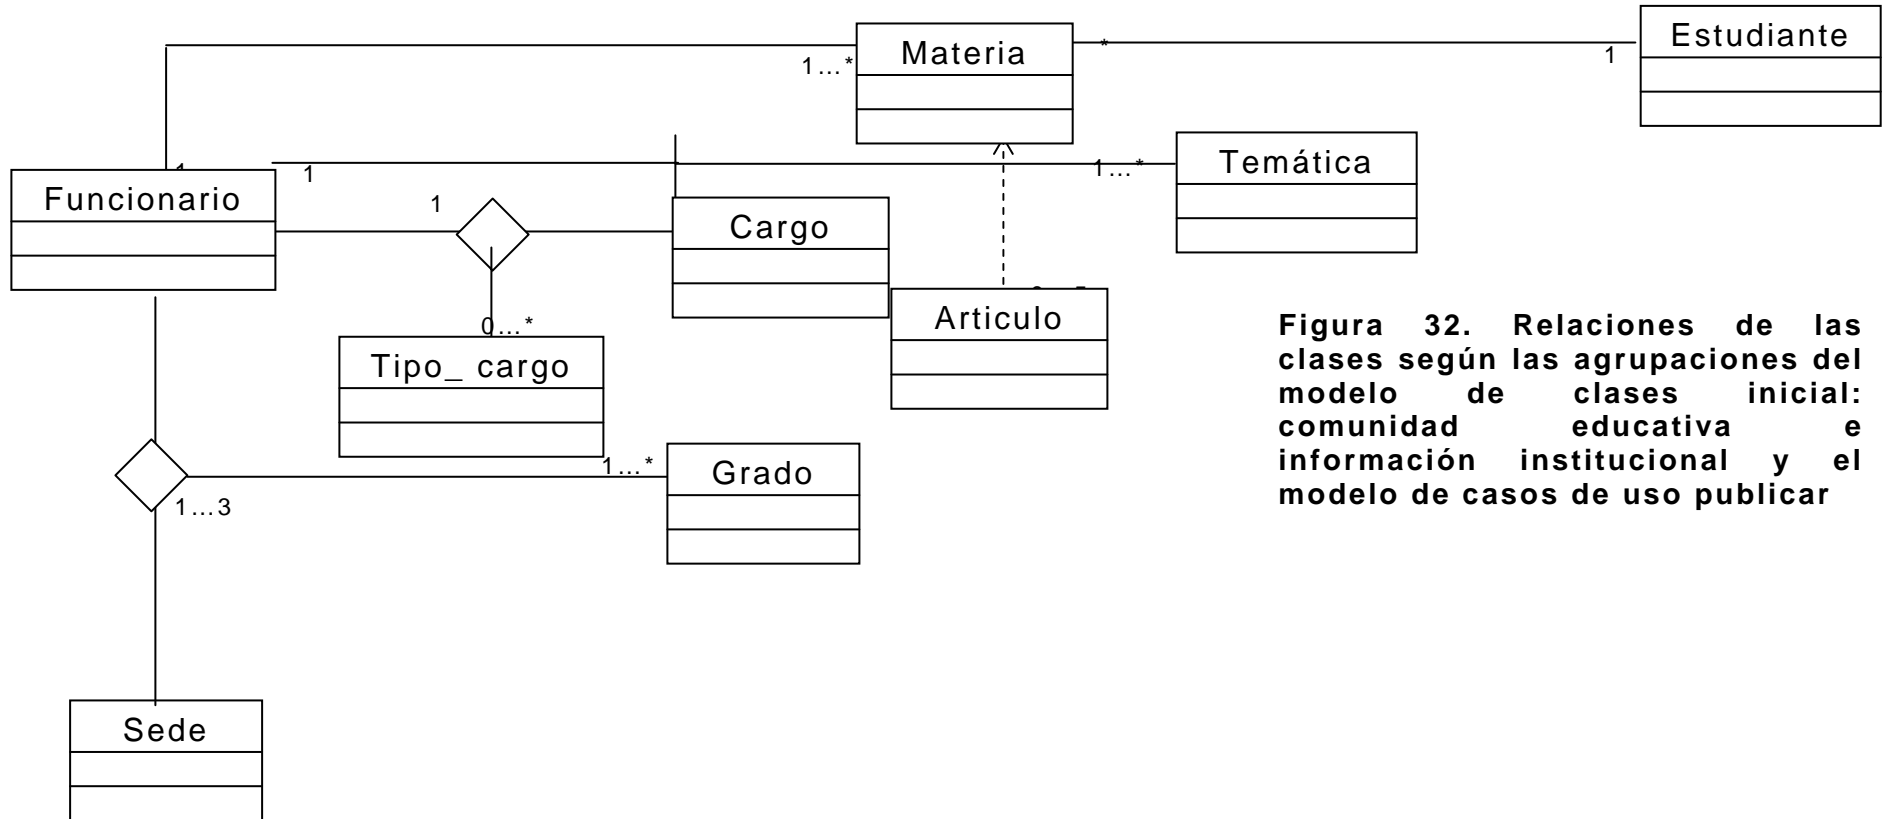 Estudiante
Materia
*
1
1...*
Temática
1...*
1
1
Funcionario
1
Cargo
Articulo
0...*
Tipo_ cargo
Figura 32. Relaciones de las
clases según las agrupaciones del
modelo de clases inicial:
comunidad educativa e
información institucional y el
modelo de casos de uso publicar
1...*
Grado
1...3
Sede